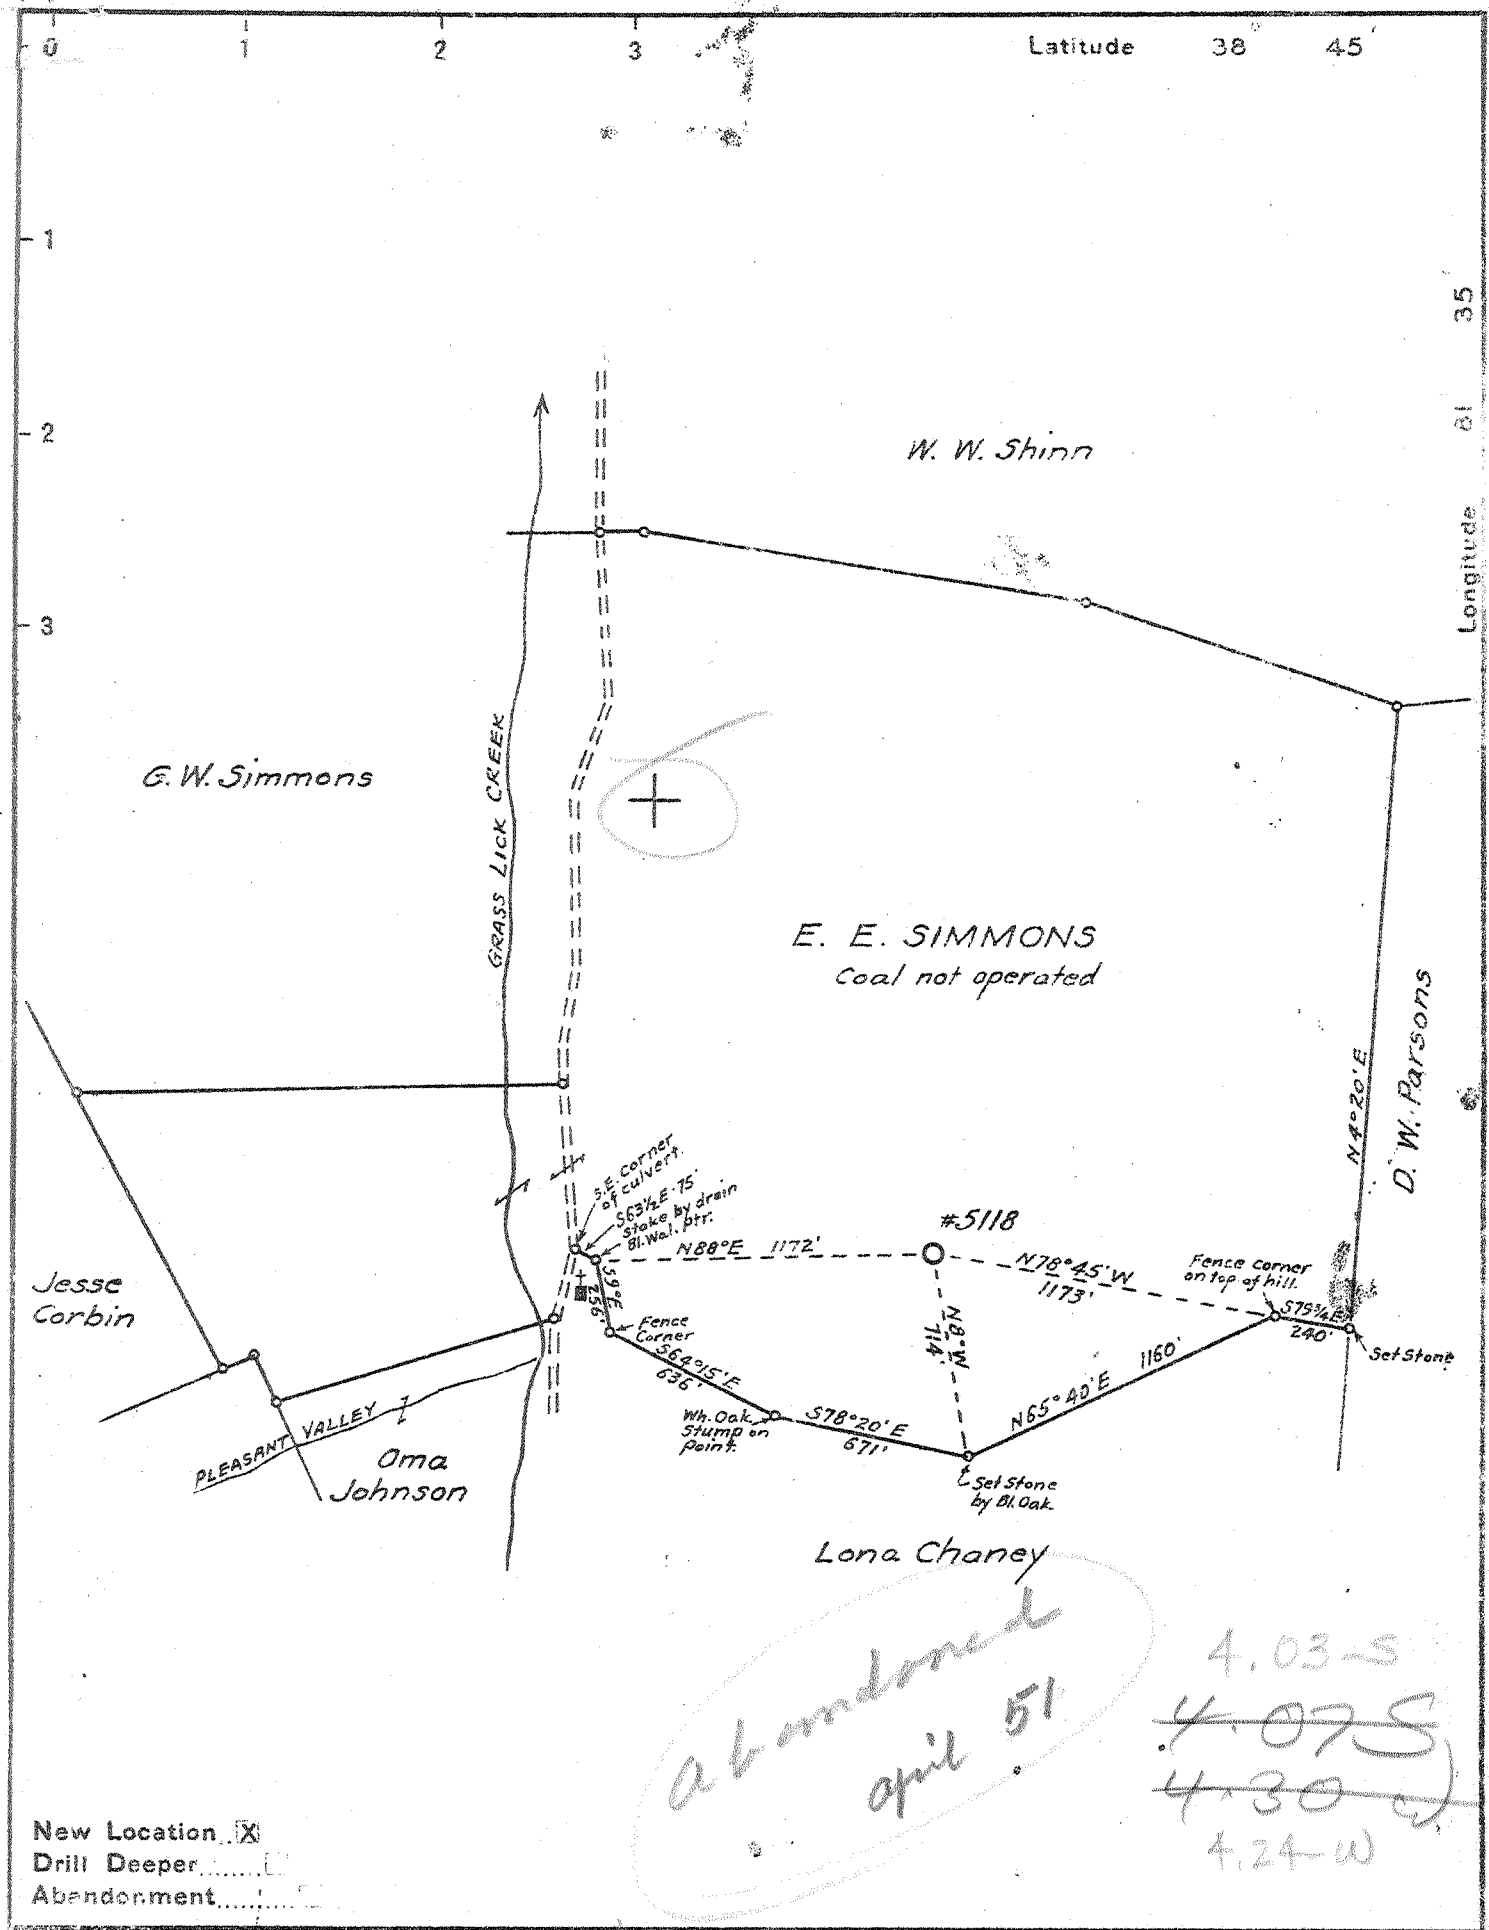 0 1 2 3 Latitude 38 45'
1
2
3
Longitude 81 35
W. W. Shinn
G. W. Simmons
GRASS LICK CREEK
E. E. SIMMONS
Coal not operated
N4°20'E
D. W. Parsons
S.E. Corner
of culvert.
S63½E-75'
Stake by drain
Bl. Wal. ptr.
N88°E 1172'
#5118
N78°45'W
1173'
Fence corner
on top of hill.
S79¾E
240'
Set Stone
S9°E
256'
Fence
Corner
S64°15'E
636'
N8°W
714'
1160'
N65°40'E
Wh. Oak
Stump on
Point.
S78°20'E
671'
Set Stone
by Bl. Oak
Jesse
Corbin
PLEASANT VALLEY
Oma
Johnson
Lona Chaney
abandoned
april 51
4.03-S
4.07S
4.30 W
4.24-W
New Location X
Drill Deeper
Abandonment